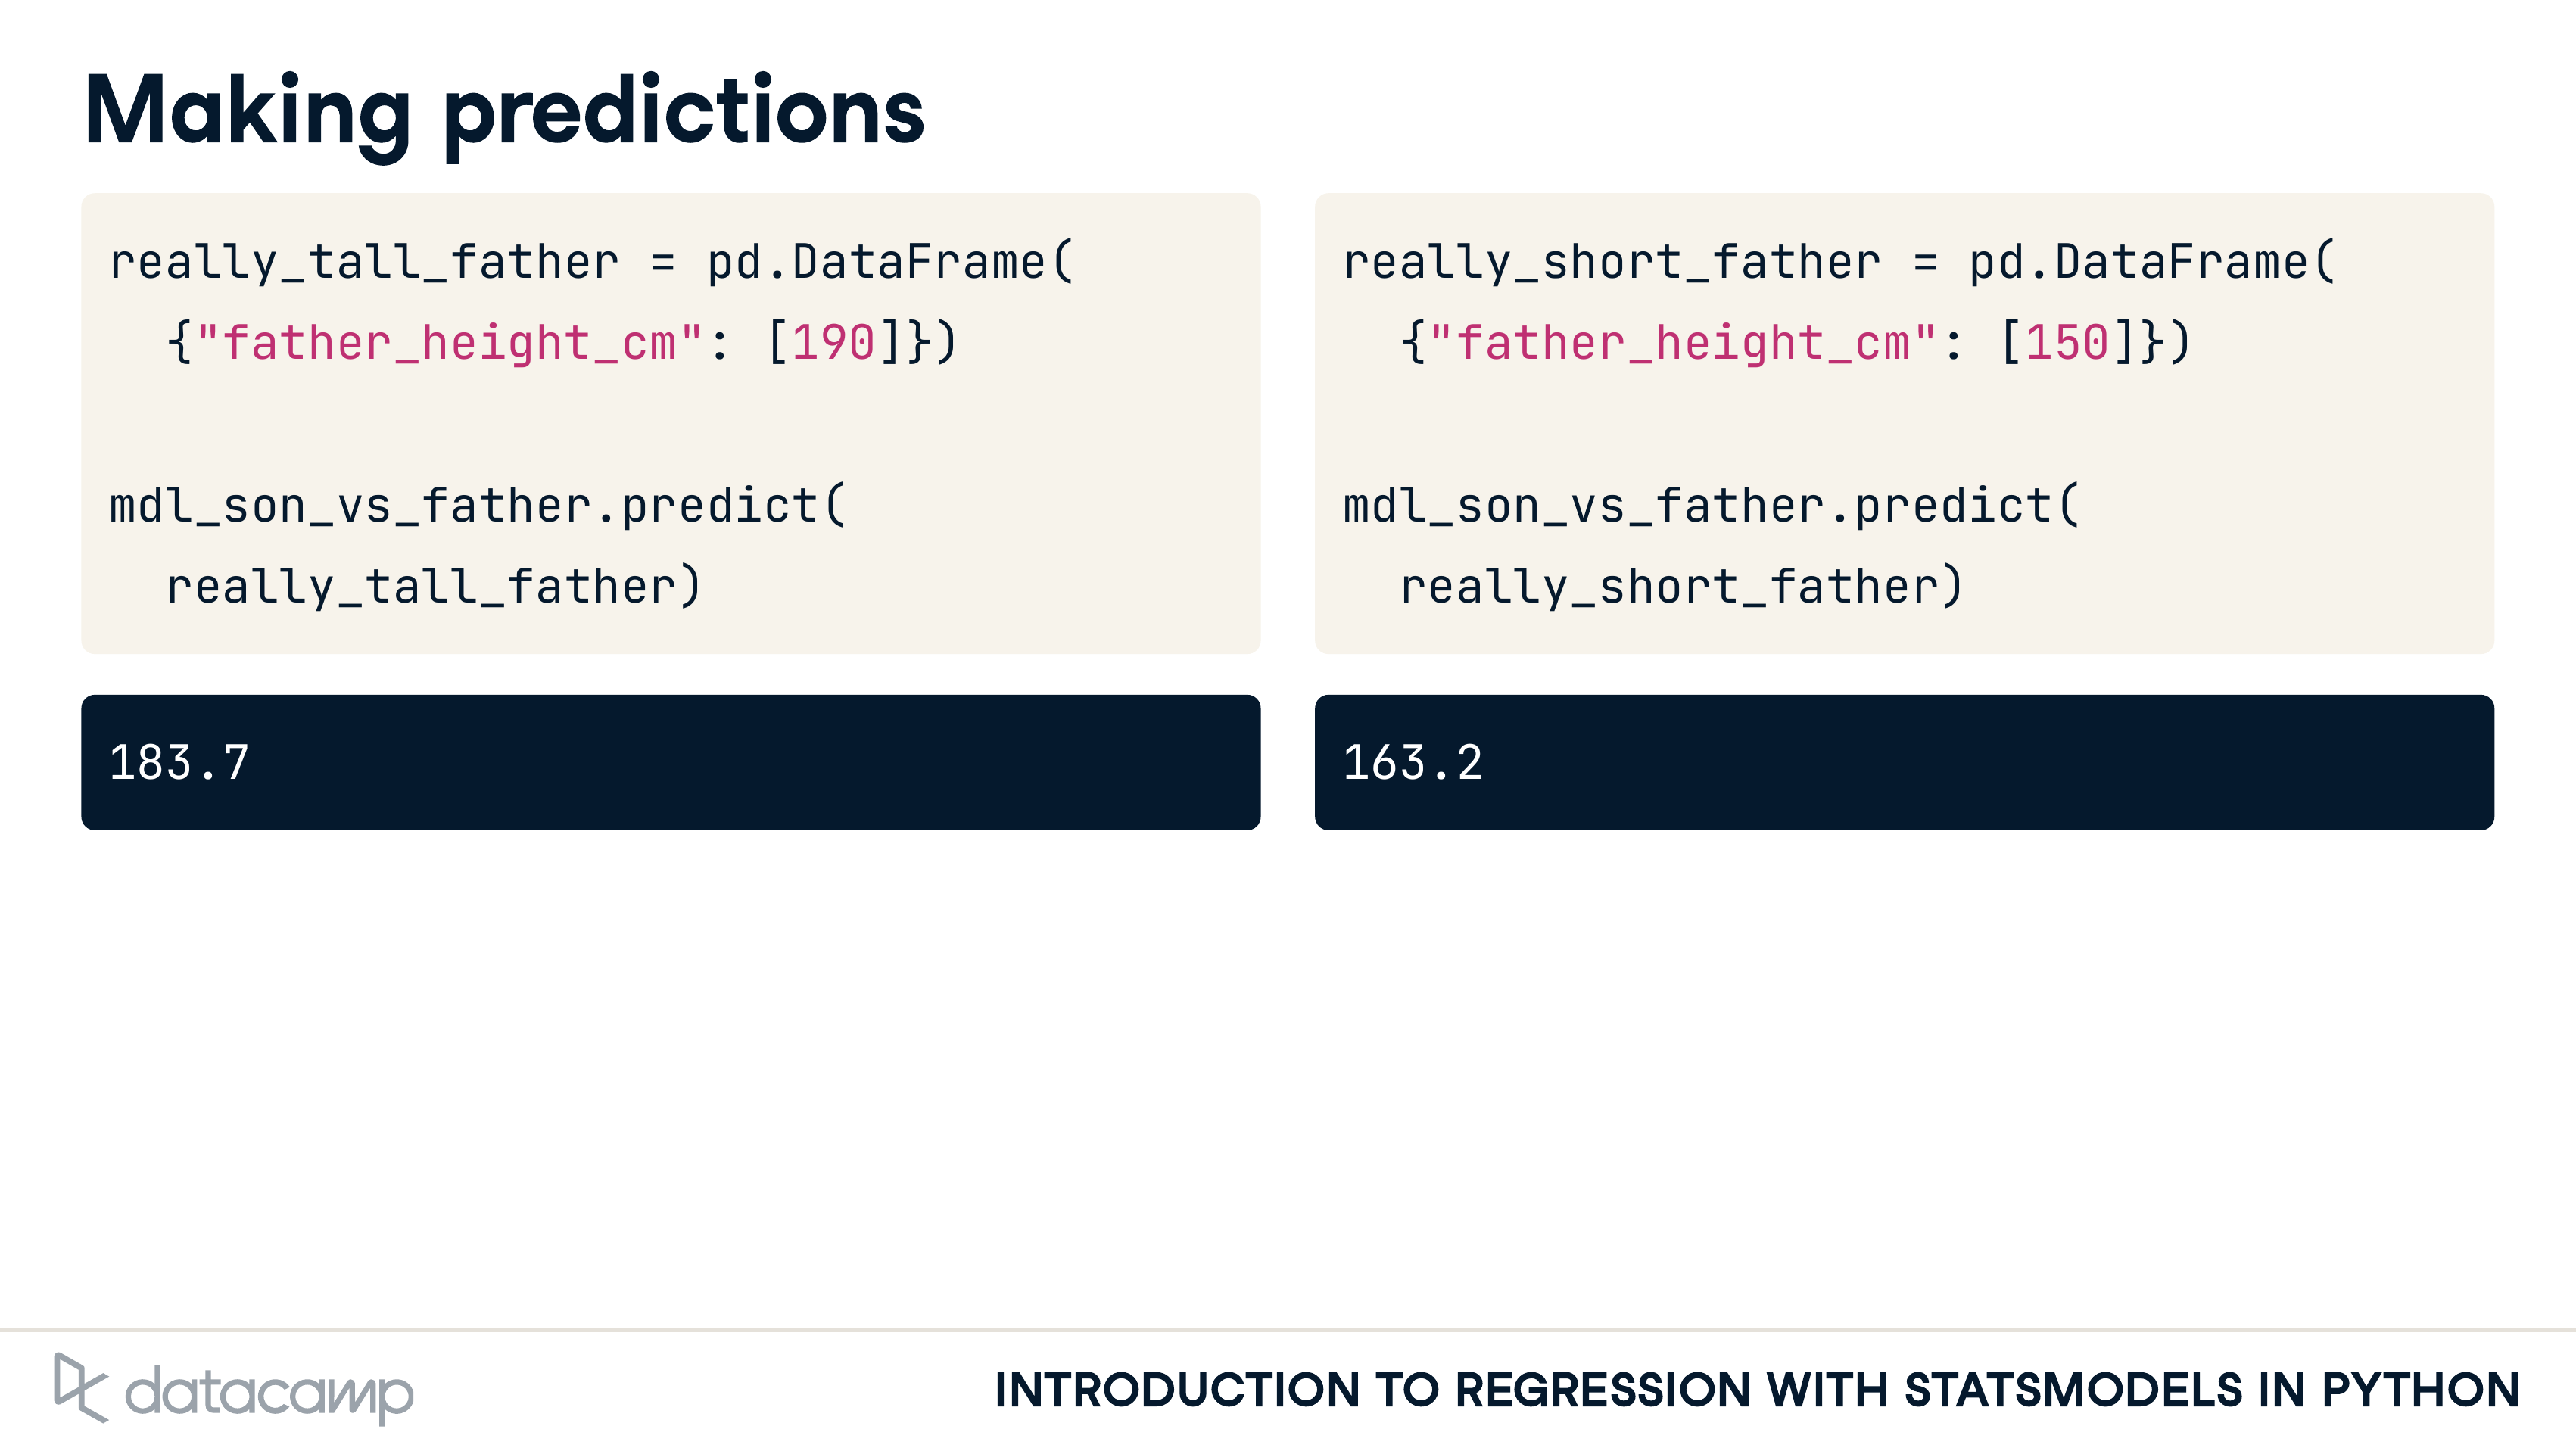 Making predictions
really_tall_father = pd.DataFrame(
  {"father_height_cm": [190]})
mdl_son_vs_father.predict(
  really_tall_father)
183.7
really_short_father = pd.DataFrame(
  {"father_height_cm": [150]})
mdl_son_vs_father.predict(
  really_short_father)
163.2
datacamp
INTRODUCTION TO REGRESSION WITH STATSMODELS IN PYTHON